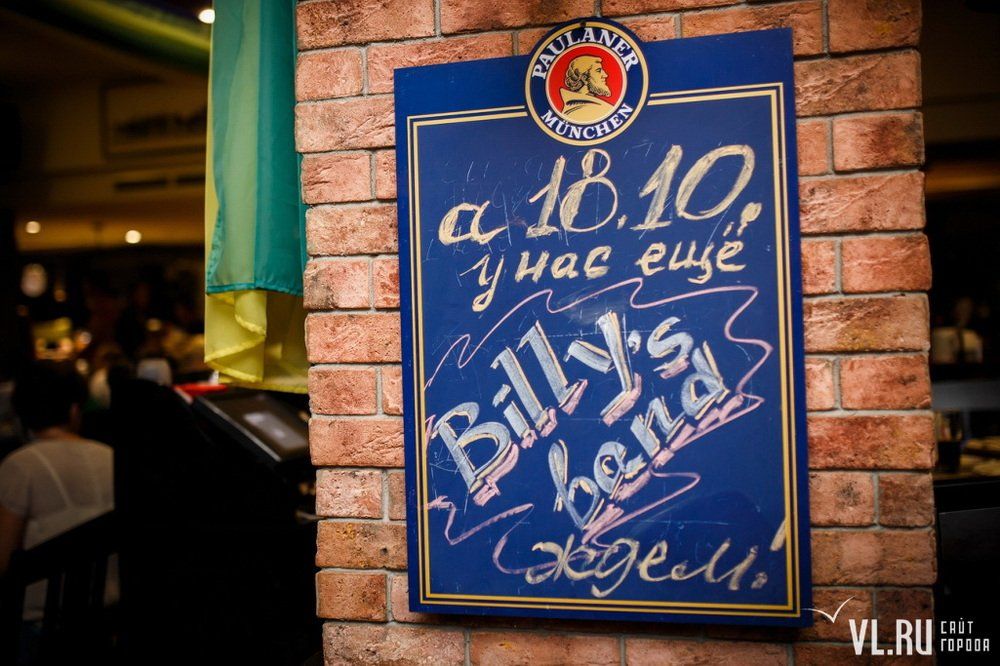 PAULANER
MÜNCHEN
а 18.10.
у нас ещё
Billy's
band
ждем!
VL.RU САЙТ
ГОРОДА